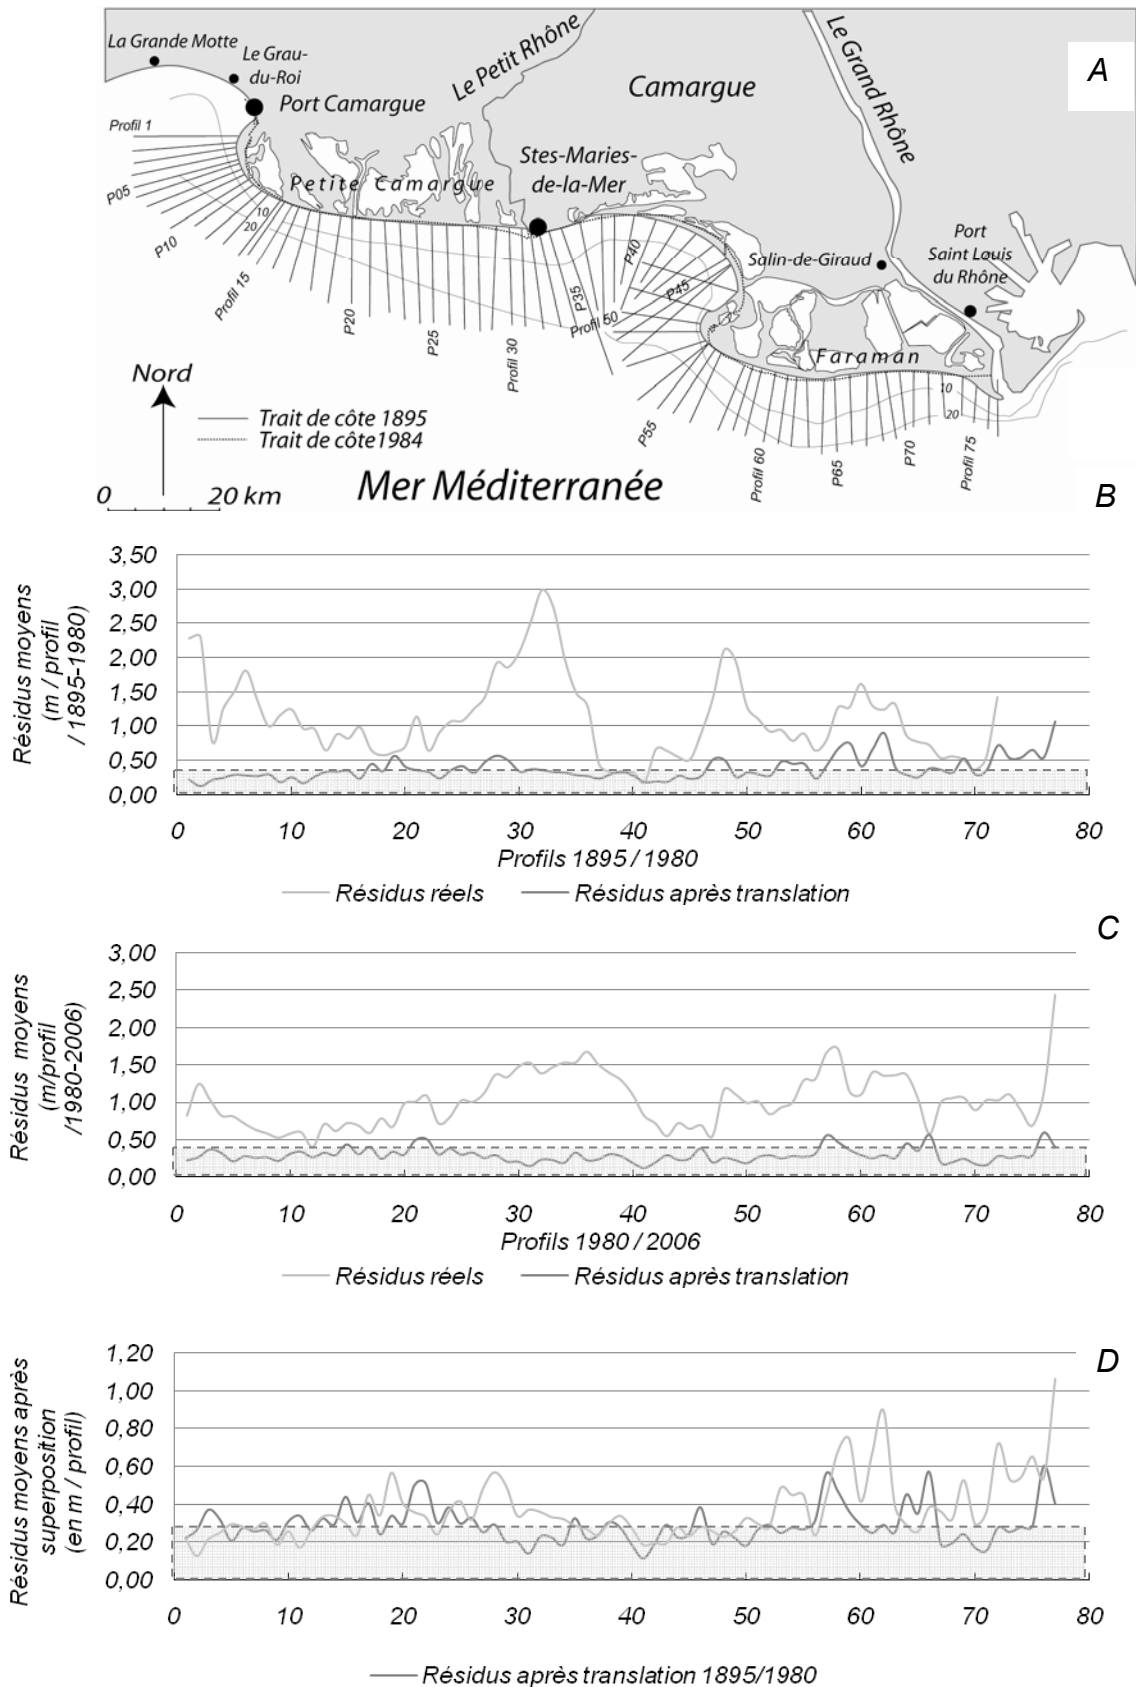 A
La Grande Motte
Le Grau-
du-Roi
Port Camargue
Le Petit Rhône
Camargue
Le Grand Rhône
Profil 1
P05
P10
Profil 15
P20
P25
Profil 30
P35
P40
P45
Profil 50
P55
Profil 60
P65
P70
Profil 75
Petite Camargue
10
20
Stes-Maries-
de-la-Mer
Salin-de-Giraud
Port
Saint Louis
du Rhône
Faraman
10
20
Nord
Trait de côte 1895
Trait de côte1984
0 20 km
Mer Méditerranée
B
Résidus moyens
(m / profil
/ 1895-1980)
3,50
3,00
2,50
2,00
1,50
1,00
0,50
0,00
0 10 20 30 40 50 60 70 80
Profils 1895 / 1980
Résidus réels Résidus après translation
C
Résidus moyens
(m/profil
/1980-2006)
3,00
2,50
2,00
1,50
1,00
0,50
0,00
0 10 20 30 40 50 60 70 80
Profils 1980 / 2006
Résidus réels Résidus après translation
D
Résidus moyens après
superposition
(en m / profil)
1,20
1,00
0,80
0,60
0,40
0,20
0,00
0 10 20 30 40 50 60 70 80
Résidus après translation 1895/1980